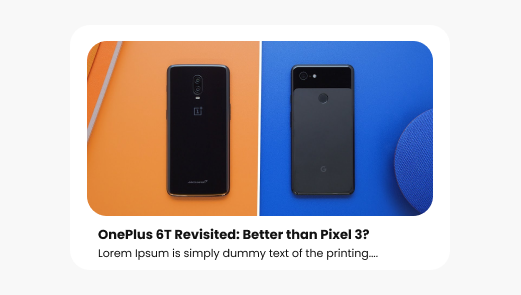 OnePlus 6T Revisited: Better than Pixel 3?
Lorem Ipsum is simply dummy text of the printing....